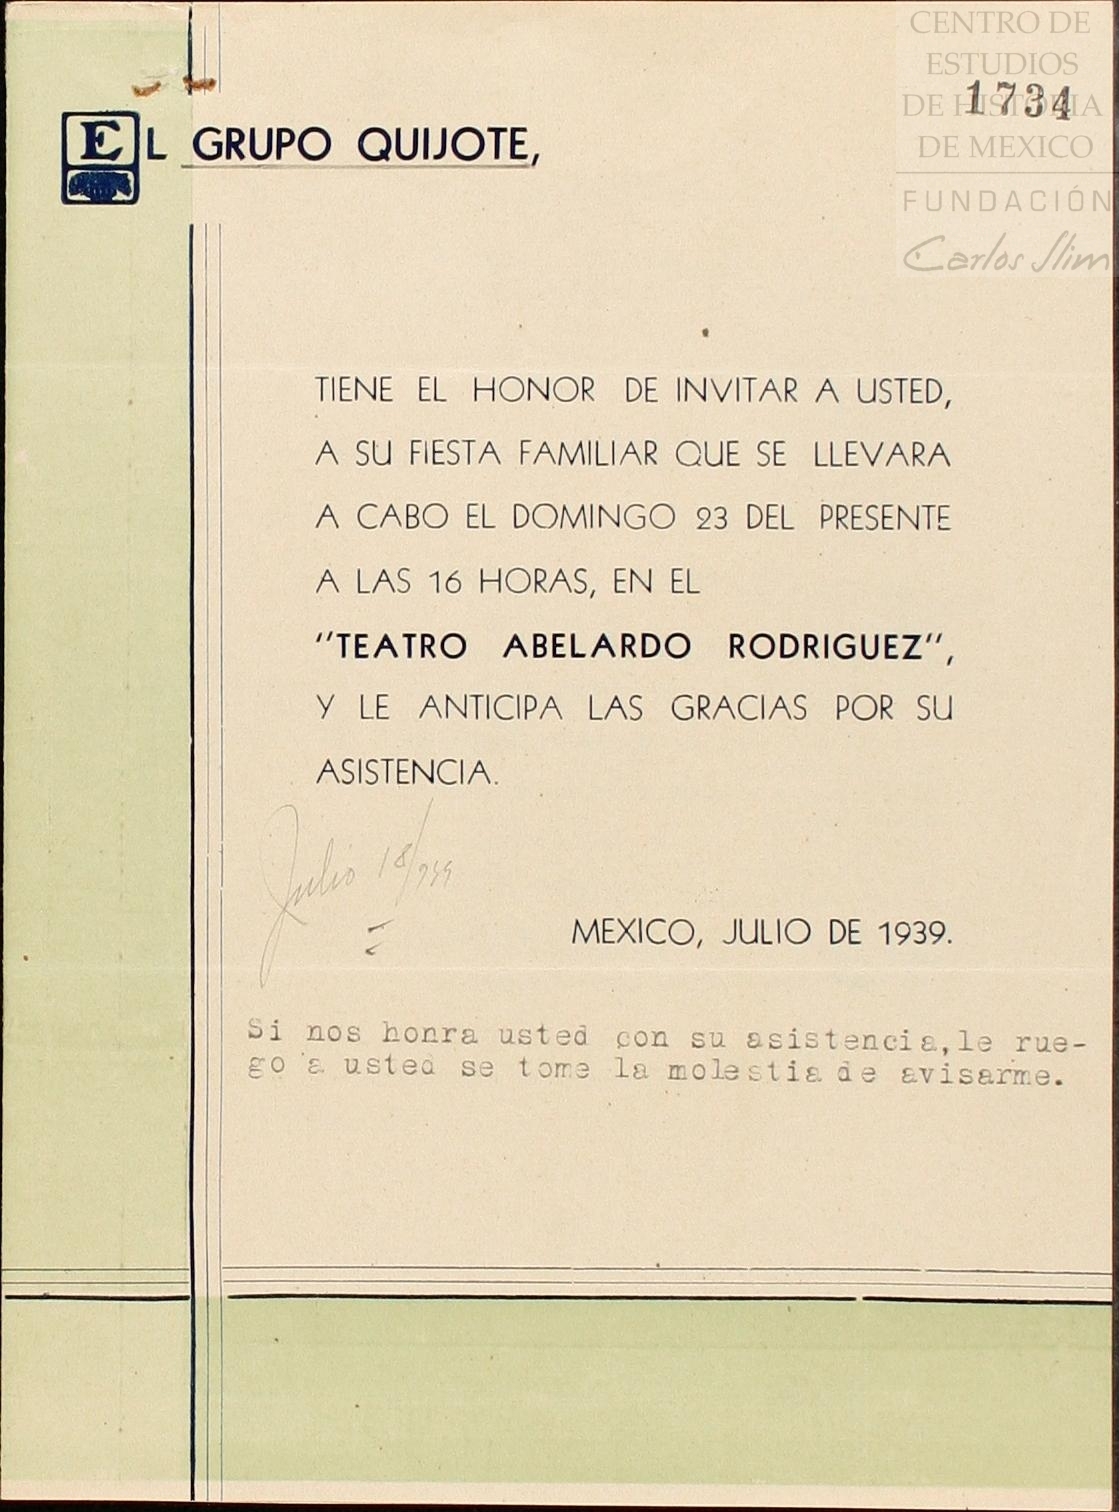 CENTRO DE
ESTUDIOS
DE HISTORIA
DE MEXICO
FUNDACIÓN
Carlos Slim
1734
EL GRUPO QUIJOTE,
TIENE EL HONOR DE INVITAR A USTED,
A SU FIESTA FAMILIAR QUE SE LLEVARA
A CABO EL DOMINGO 23 DEL PRESENTE
A LAS 16 HORAS, EN EL
"TEATRO ABELARDO RODRIGUEZ",
Y LE ANTICIPA LAS GRACIAS POR SU
ASISTENCIA.
Julio 18/939
MEXICO, JULIO DE 1939.
Si nos honra usted con su asistencia, le rue-
go a usted se tome la molestia de avisarme.